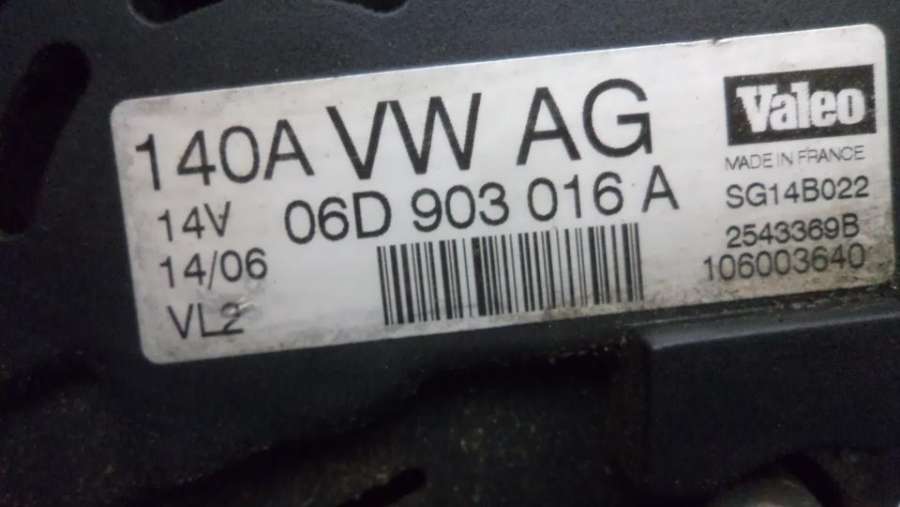 140A VW AG
14V 06D 903 016 A
14/06
VL2
Valeo
MADE IN FRANCE
SG14B022
2543369B
106003640